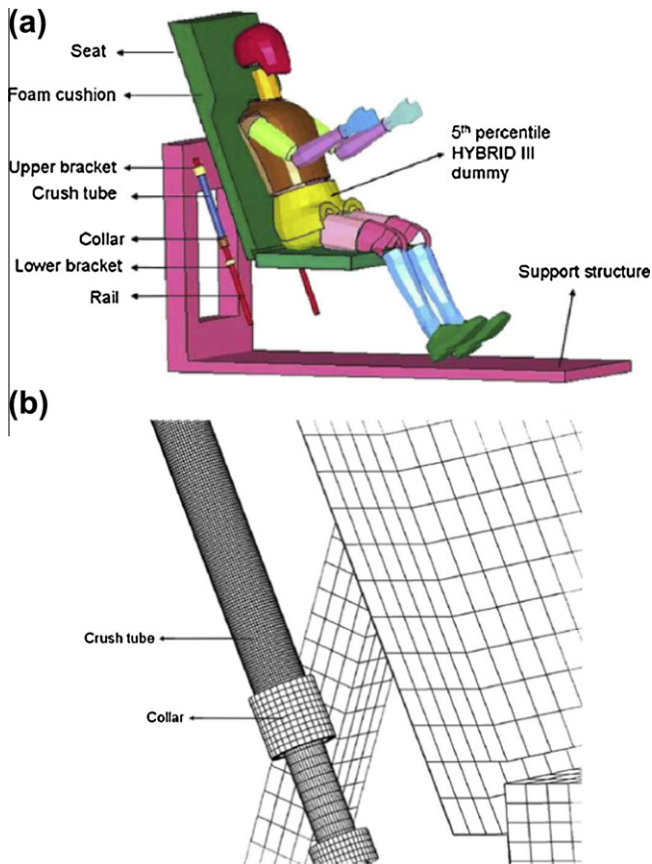 (a)
Seat
Foam cushion
Upper bracket
Crush tube
Collar
Lower bracket
Rail
5th percentile
HYBRID III
dummy
Support structure
(b)
Crush tube
Collar